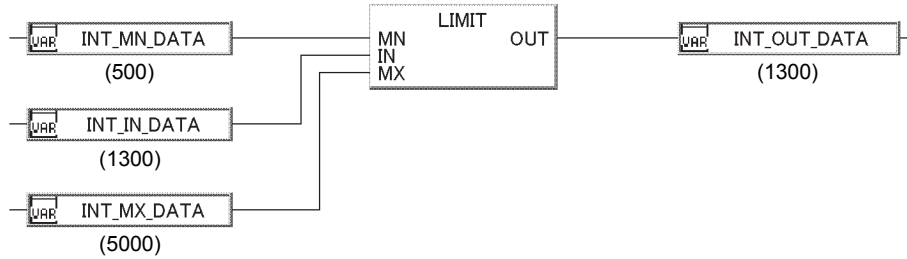 LIMIT
VAR INT_MN_DATA
MN OUT
VAR INT_OUT_DATA
IN
MX
(500)
(1300)
VAR INT_IN_DATA
(1300)
VAR INT_MX_DATA
(5000)